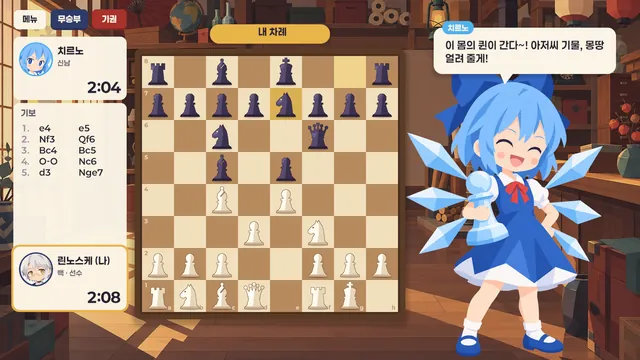 메뉴
무승부
기권
내 차례
치르노
신남
2:04
치르노
이 몸의 퀸이 간다~! 아저씨 기물, 몽땅
얼려 줄게!
기보
1. e4 e5
2. Nf3 Qf6
3. Bc4 Bc5
4. O-O Nc6
5. d3 Nge7
린노스케 (나)
백 · 선수
2:08